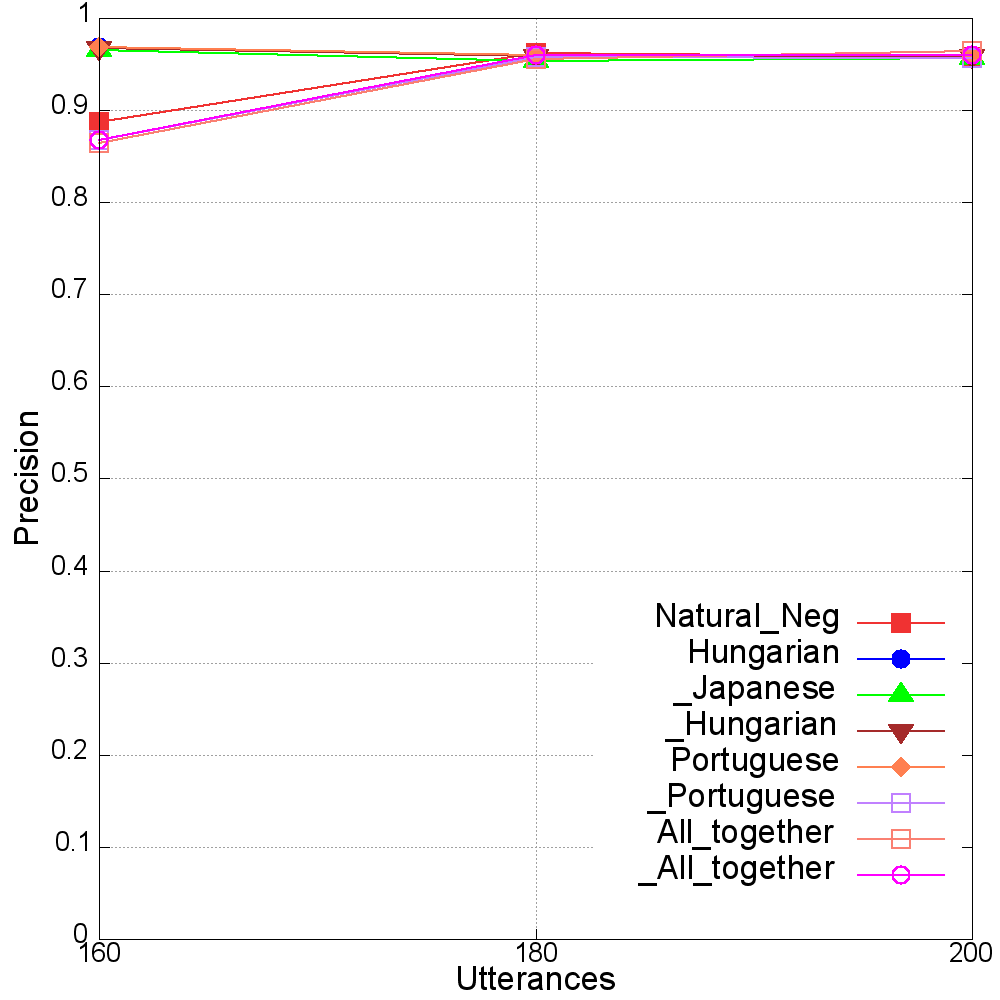 1
0.9
0.8
0.7
0.6
0.5
0.4
0.3
0.2
0.1
0
Precision
160
180
200
Utterances
Natural_Neg
Hungarian
_Japanese
_Hungarian
Portuguese
_Portuguese
All_together
_All_together